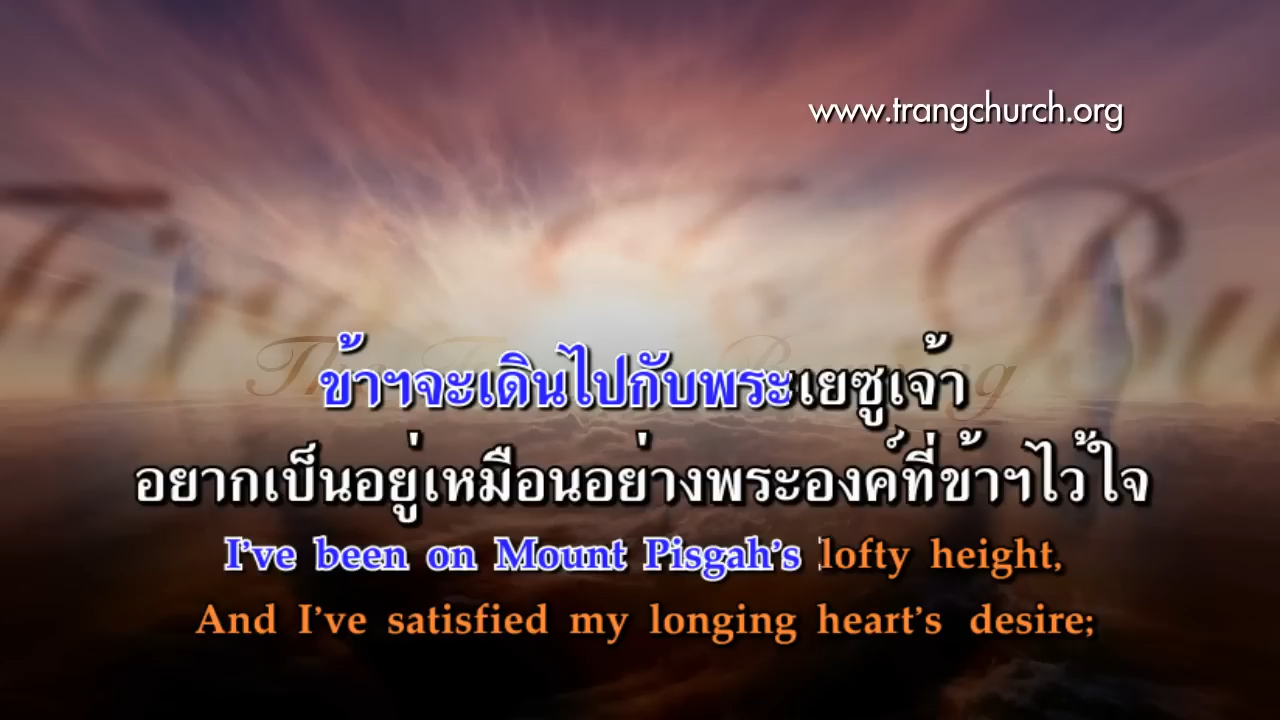 www.trangchurch.org
ข้าฯจะเดินไปกับพระเยซูเจ้า
อยากเป็นอยู่เหมือนอย่างพระองค์ที่ข้าฯไว้ใจ
I've been on Mount Pisgah's lofty height,
And I've satisfied my longing heart's desire;